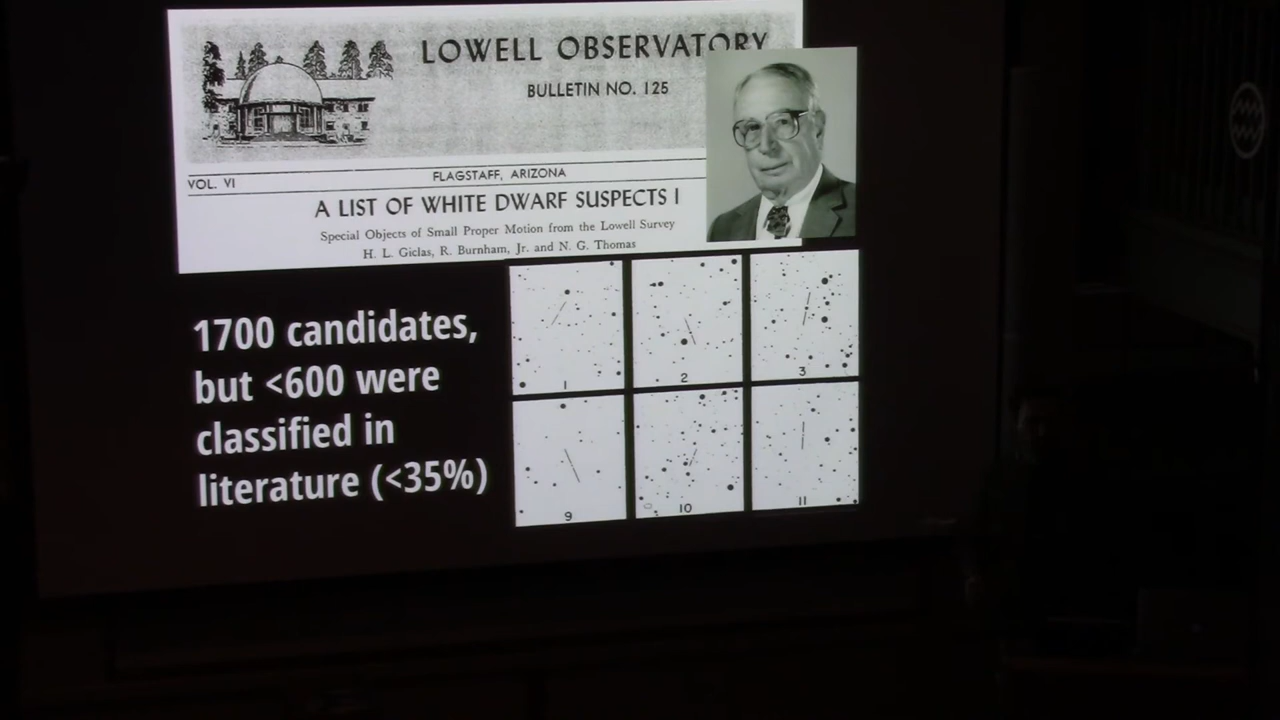 LOWELL OBSERVATORY
BULLETIN NO. 125
VOL. VI
FLAGSTAFF, ARIZONA
A LIST OF WHITE DWARF SUSPECTS I
Special Objects of Small Proper Motion from the Lowell Survey
H. L. Giclas, R. Burnham, Jr. and N. G. Thomas
1700 candidates,
but <600 were
classified in
literature (<35%)
1
2
3
9
10
11